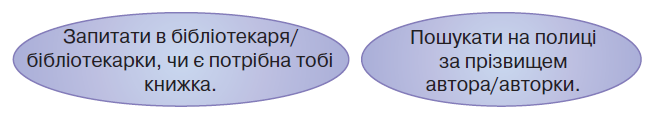 Запитати в бібліотекаря/
бібліотекарки, чи є потрібна тобі
книжка.
Пошукати на полиці
за прізвищем
автора/авторки.